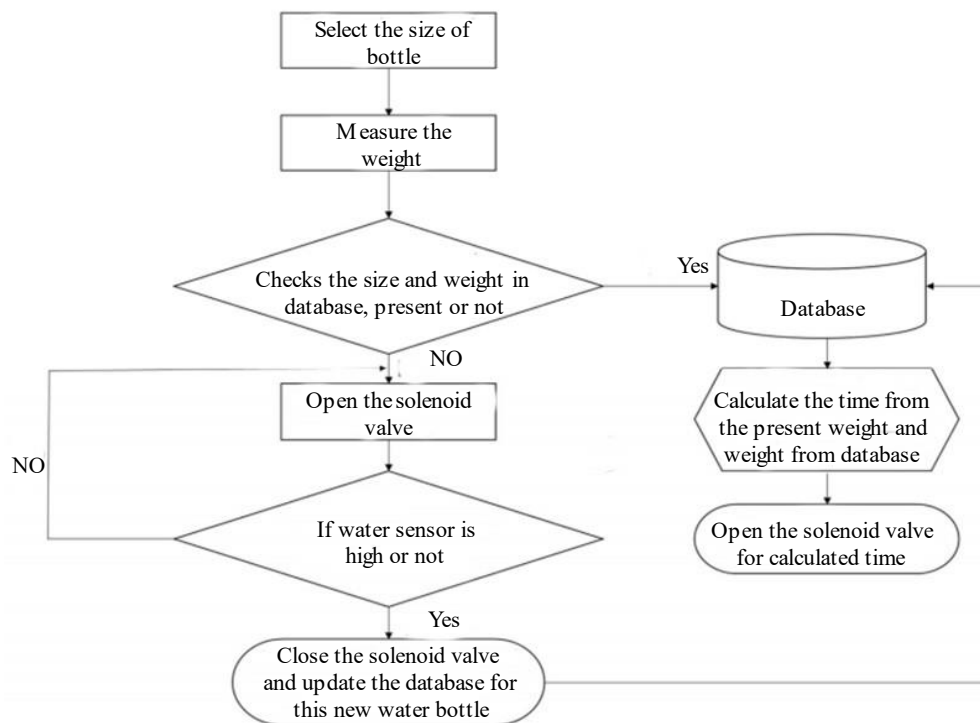 Select the size of
bottle
Measure the
weight
Checks the size and weight in
database, present or not
Yes
Database
NO
Open the solenoid
valve
Calculate the time from
the present weight and
weight from database
NO
If water sensor is
high or not
Open the solenoid valve
for calculated time
Yes
Close the solenoid valve
and update the database for
this new water bottle